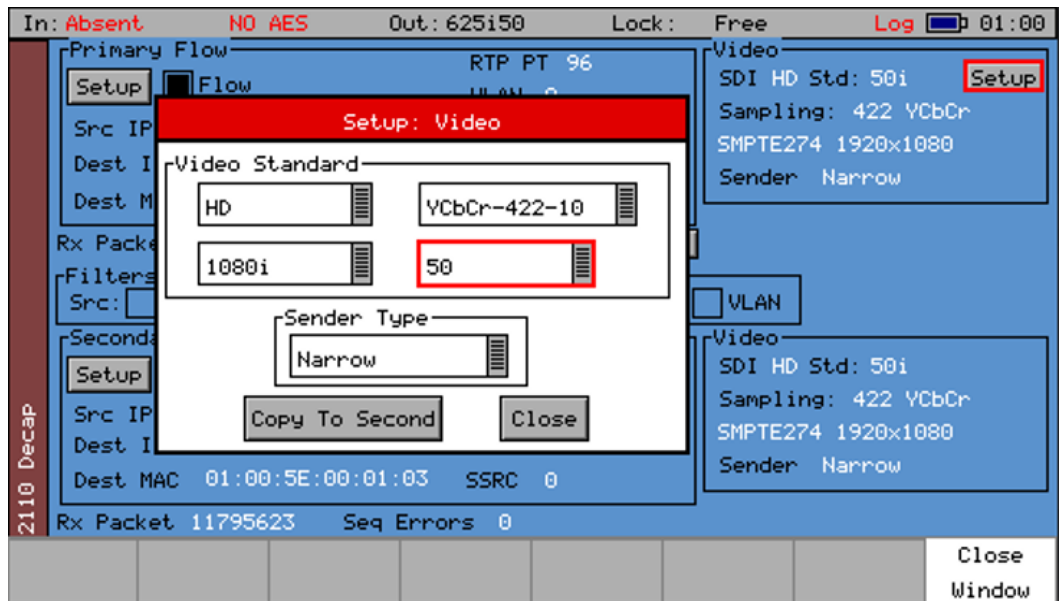 In: Absent NO AES Out: 625i50 Lock: Free Log 01:00
Primary Flow
Setup Flow
RTP PT 96
Src IP
Dest
Dest
Rx
Video
SDI HD Std: 50i Setup
Sampling: 422 YCbCr
SMPTE274 1920x1080
Sender Narrow
Setup: Video
Video Standard
HD YCbCr-422-10
1080i 50
Sender Type
Narrow
Copy To Second Close
Filters
Src:
VLAN
Setup
Src IP
Dest
Dest MAC 01:00:5E:00:01:03 SSRC 0
Rx Packet 11795623 Seq Errors 0
Video
SDI HD Std: 50i
Sampling: 422 YCbCr
SMPTE274 1920x1080
Sender Narrow
2110 Decap
Close
Window